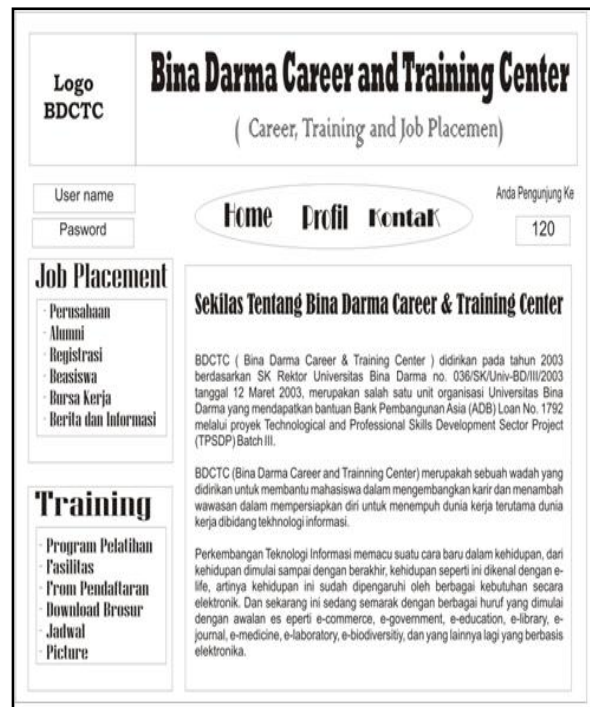 Logo
BDCTC
Bina Darma Career and Training Center
( Career, Training and Job Placemen)
User name
Pasword
Home Profil Kontak
Anda Pengunjung Ke
120
Job Placement
- Perusahaan
- Alumni
- Registrasi
- Beasiswa
- Bursa Kerja
- Berita dan Informasi
Training
- Program Pelatihan
- Fasilitas
- From Pendaftaran
- Download Brosur
- Jadwal
- Picture
Sekilas Tentang Bina Darma Career & Training Center
BDCTC ( Bina Darma Career & Training Center ) didirikan pada tahun 2003
berdasarkan SK Rektor Universitas Bina Darma no. 036/SK/Univ-BD/III/2003
tanggal 12 Maret 2003, merupakan salah satu unit organisasi Universitas Bina
Darma yang mendapatkan bantuan Bank Pembangunan Asia (ADB) Loan No. 1792
melalui proyek Technological and Professional Skills Development Sector Project
(TPSDP) Batch III.
BDCTC (Bina Darma Career and Trainning Center) merupakah sebuah wadah yang
didirikan untuk membantu mahasiswa dalam mengembangkan karir dan menambah
wawasan dalam mempersiapkan diri untuk menempuh dunia kerja terutama dunia
kerja dibidang tekhnologi informasi.
Perkembangan Teknologi Informasi memacu suatu cara baru dalam kehidupan, dari
kehidupan dimulai sampai dengan berakhir, kehidupan seperti ini dikenal dengan e-
life, artinya kehidupan ini sudah dipengaruhi oleh berbagai kebutuhan secara
elektronik. Dan sekarang ini sedang semarak dengan berbagai huruf yang dimulai
dengan awalan es eperti e-commerce, e-government, e-education, e-library, e-
journal, e-medicine, e-laboratory, e-biodiversitiy, dan yang lainnya lagi yang berbasis
elektronika.